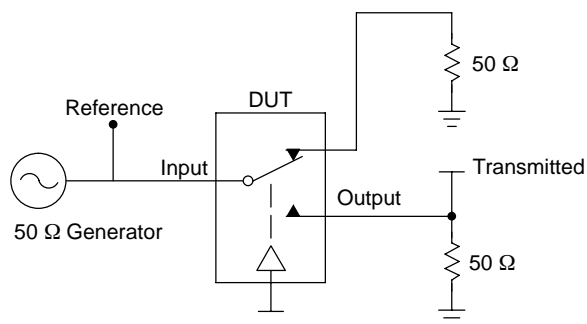 50 Ω
Reference
DUT
Input
Transmitted
Output
50 Ω Generator
50 Ω